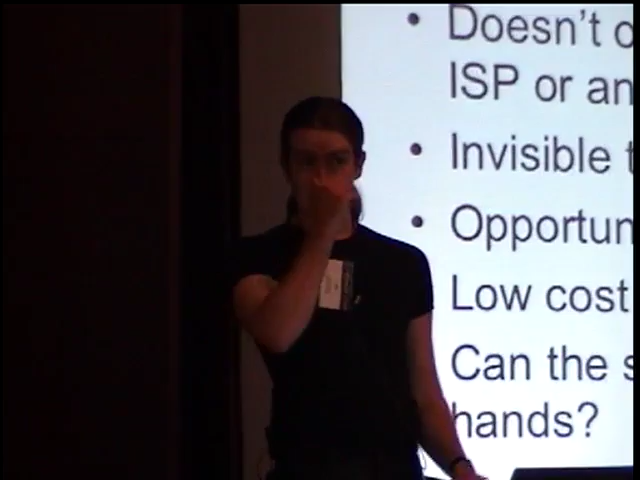 Doesn't
ISP or an
Invisible
Opportun
Low cost
Can the s
hands?